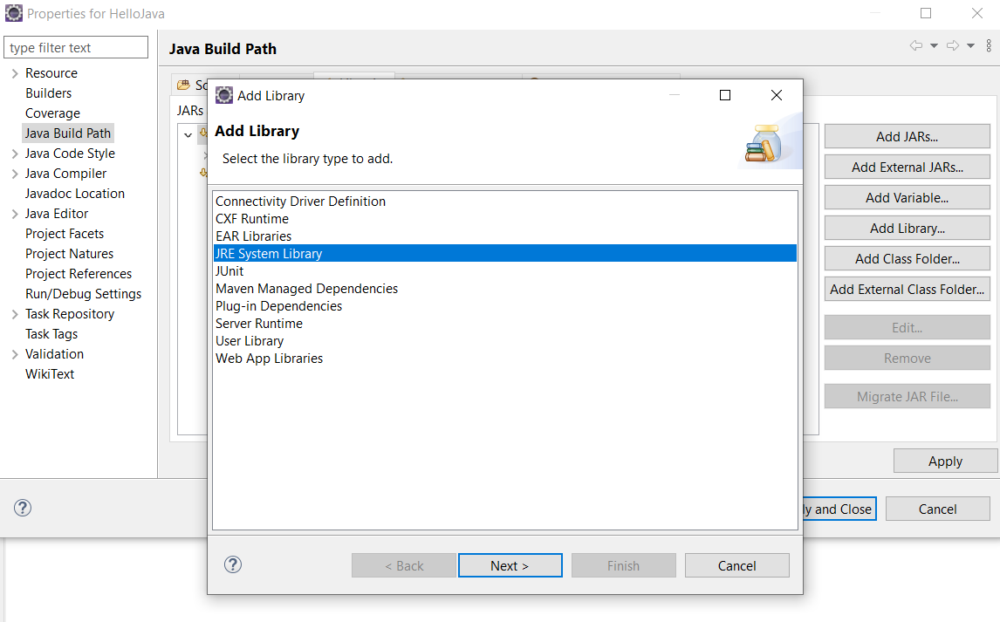 Properties for HelloJava
type filter text
Resource
Builders
Coverage
Java Build Path
Java Code Style
Java Compiler
Javadoc Location
Java Editor
Project Facets
Project Natures
Project References
Run/Debug Settings
Task Repository
Task Tags
Validation
WikiText
Java Build Path
JARs
Add Library
Add Library
Select the library type to add.
Connectivity Driver Definition
CXF Runtime
EAR Libraries
JRE System Library
JUnit
Maven Managed Dependencies
Plug-in Dependencies
Server Runtime
User Library
Web App Libraries
< Back
Next >
Finish
Cancel
Add JARs...
Add External JARs...
Add Variable...
Add Library...
Add Class Folder...
Add External Class Folder...
Edit...
Remove
Migrate JAR File...
Apply
and Close
Cancel